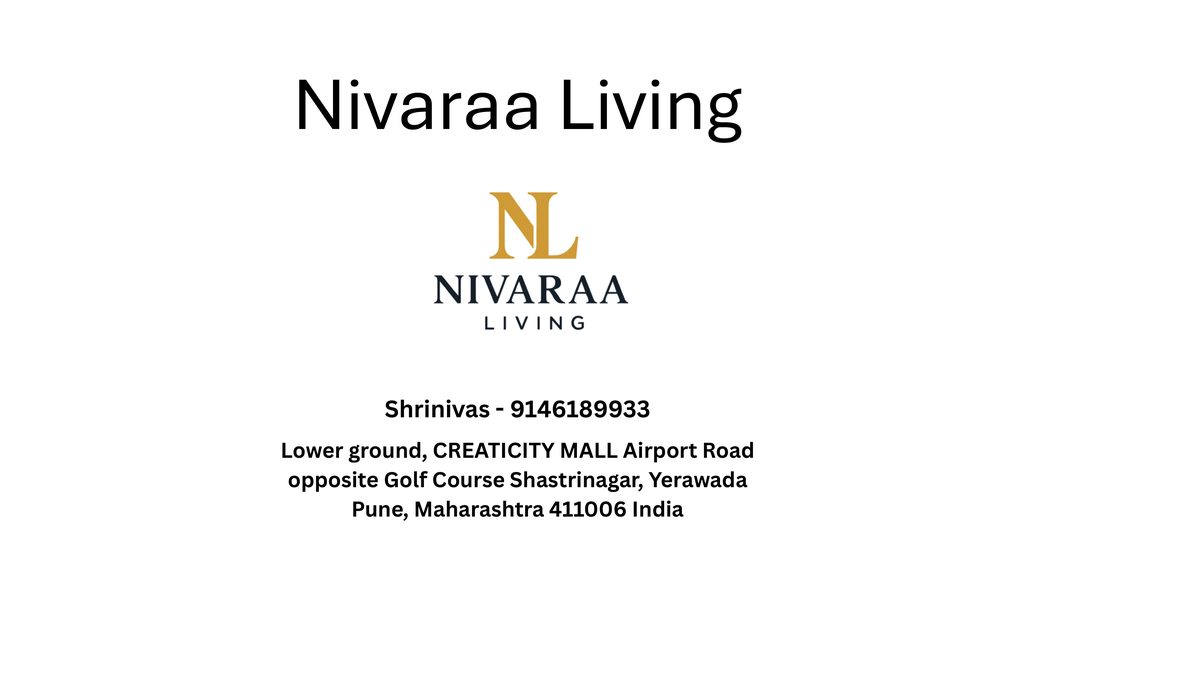 Nivaraa Living
NL
NIVARAA
LIVING
Shrinivas - 9146189933
Lower ground, CREATICITY MALL Airport Road
opposite Golf Course Shastrinagar, Yerawada
Pune, Maharashtra 411006 India